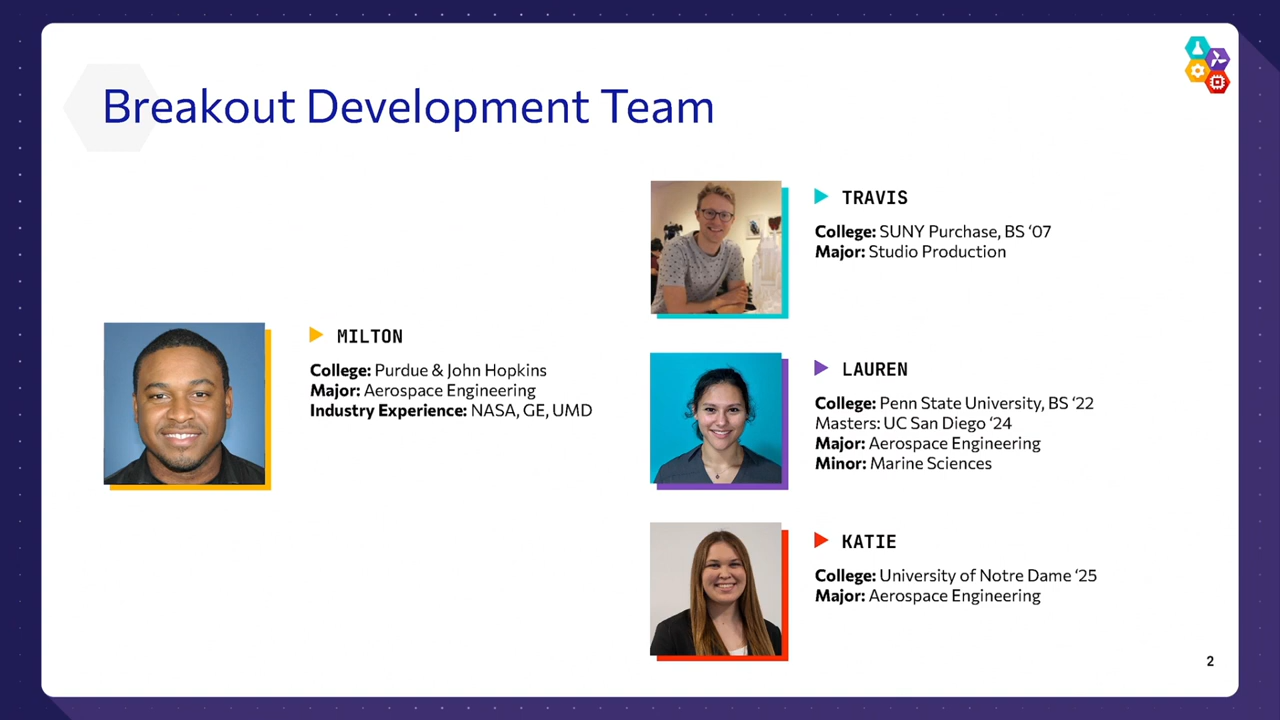 Breakout Development Team
MILTON
College: Purdue & John Hopkins
Major: Aerospace Engineering
Industry Experience: NASA, GE, UMD
TRAVIS
College: SUNY Purchase, BS ‘07
Major: Studio Production
LAUREN
College: Penn State University, BS ‘22
Masters: UC San Diego ‘24
Major: Aerospace Engineering
Minor: Marine Sciences
KATIE
College: University of Notre Dame ‘25
Major: Aerospace Engineering
2